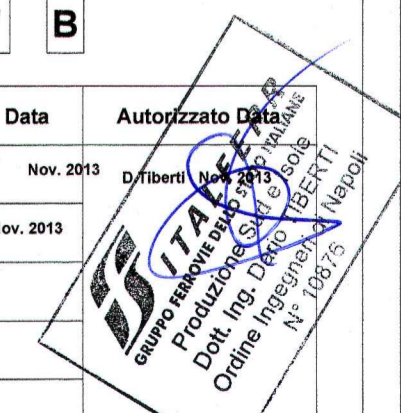 B
Data
Autorizzato Data
Nov. 2013
D.Tiberti Nov. 2013
ov. 2013
ITALFERR
GRUPPO FERROVIE DELLO STATO ITALIANE
Produzione Sud e Isole
Dott. Ing. Dario TIBERTI
Ordine Ingegneri di Napoli
N° 10876